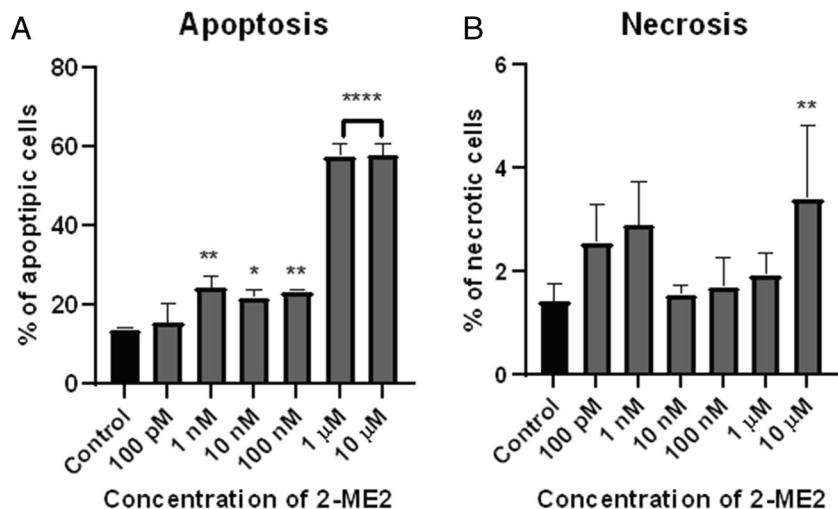 A
Apoptosis
% of apoptipic cells
80
60
40
20
0
**
*
**
****
Control
100 pM
1 nM
10 nM
100 nM
1 μM
10 μM
Concentration of 2-ME2
B
Necrosis
% of necrotic cells
6
4
2
0
**
Control
100 pM
1 nM
10 nM
100 nM
1 μM
10 μM
Concentration of 2-ME2